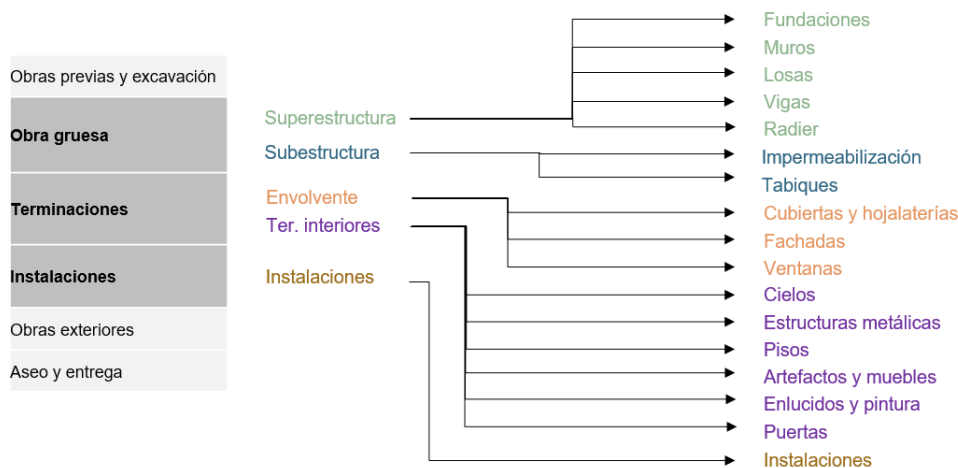 Obras previas y excavación
Obra gruesa
Terminaciones
Instalaciones
Obras exteriores
Aseo y entrega
Superestructura
Subestructura
Envolvente
Ter. interiores
Instalaciones
Fundaciones
Muros
Losas
Vigas
Radier
Impermeabilización
Tabiques
Cubiertas y hojalaterías
Fachadas
Ventanas
Cielos
Estructuras metálicas
Pisos
Artefactos y muebles
Enlucidos y pintura
Puertas
Instalaciones